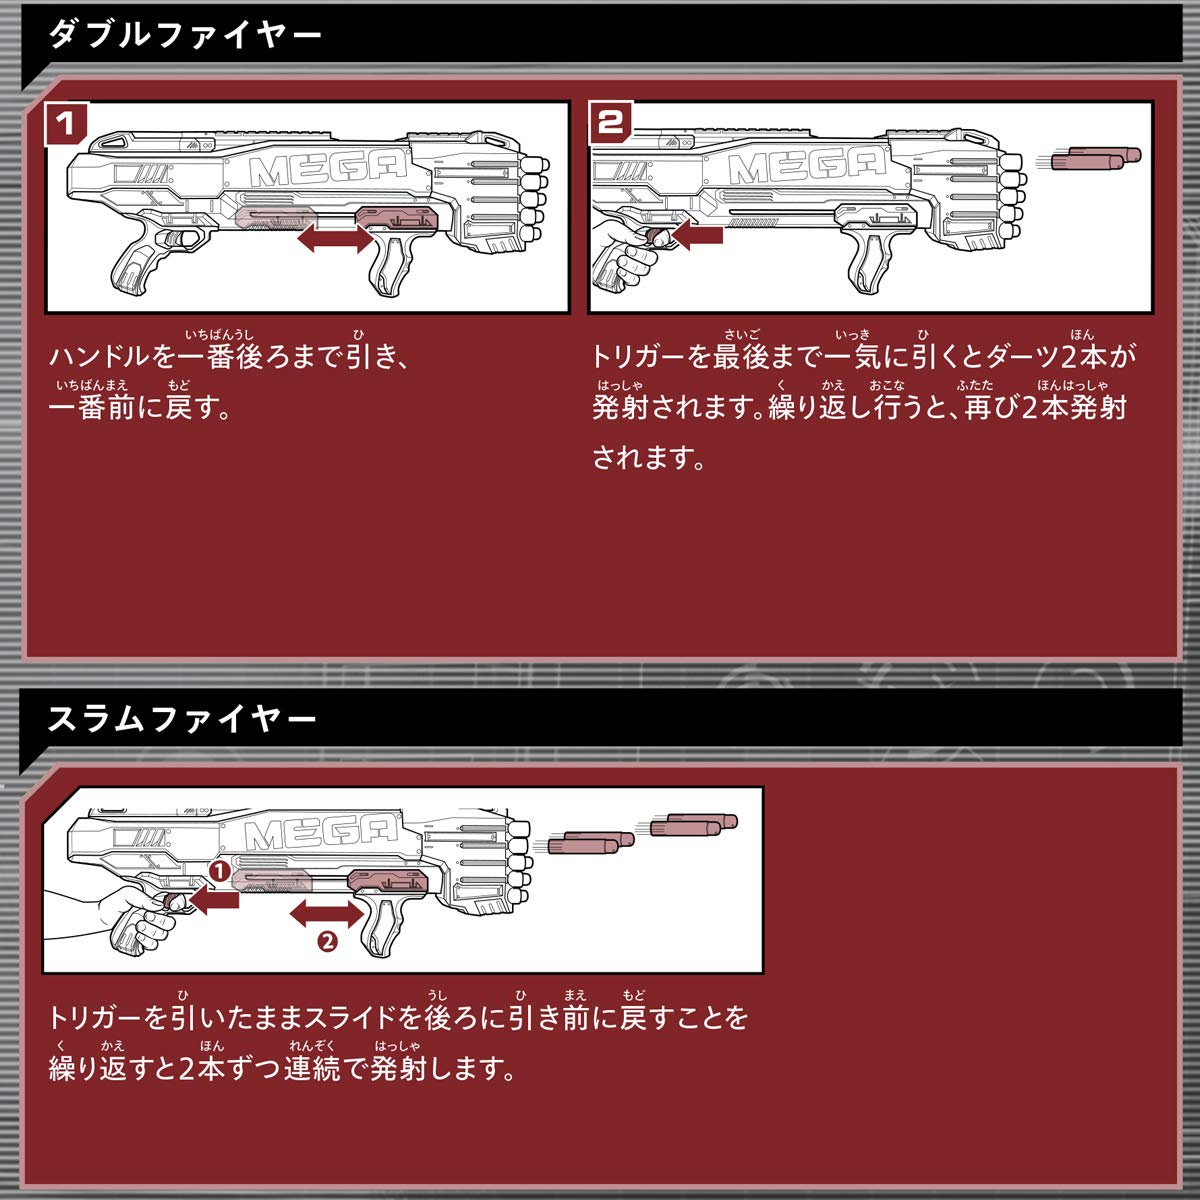 ダブルファイヤー
1
MEGA
ハンドルを一番後ろまで引き、
いちばんうし ひ
一番前に戻す。
いちばんまえ もど
2
MEGA
トリガーを最後まで一気に引くとダーツ2本が
さいご いっき ひ ほん
発射されます。繰り返し行うと、再び2本発射
はっしゃ く かえ おこな ふたた ほんはっしゃ
されます。
スラムファイヤー
MEGA
1
2
トリガーを引いたままスライドを後ろに引き前に戻すことを
ひ うし ひ まえ もど
繰り返すと2本ずつ連続で発射します。
く かえ ほん れんぞく はっしゃ